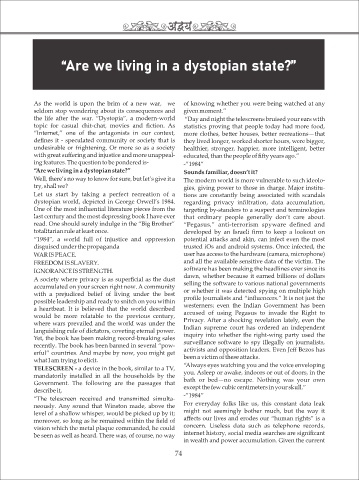 अद्वय
“Are we living in a dystopian state?”
As the world is upon the brim of a new war, we
seldom stop wondering about its consequences and
the life after the war. “Dystopia”, a modern-world
topic for casual chit-chat, movies and fiction. As
“Internet,” one of the antagonists in our context,
defines it - speculated community or society that is
undesirable or frightening. Or more so as a society
with great suffering and injustice and more unappeal-
ing features. The question to be pondered is-
“Are we living in a dystopian state?”
Well, there's no way to know for sure, but let's give it a
try, shall we?
Let us start by taking a perfect recreation of a
dystopian world, depicted in George Orwell's 1984.
One of the most influential literature pieces from the
last century and the most depressing book I have ever
read. One should surely indulge in the “Big Brother”
totalitarian rule at least once.
“1984”, a world full of injustice and oppression
disguised under the propaganda
WAR IS PEACE.
FREEDOM IS SLAVERY.
IGNORANCE IS STRENGTH.
A society where privacy is as superficial as the dust
accumulated on your screen right now. A community
with a prejudiced belief of living under the best
possible leadership and ready to snitch on you within
a heartbeat. It is believed that the world described
would be more relatable to the previous century,
where wars prevailed and the world was under the
languishing rule of dictators, coveting eternal power.
Yet, the book has been making record-breaking sales
recently. The book has been banned in several “pow-
erful” countries. And maybe by now, you might get
what I am trying to elicit.
TELESCREEN - a device in the book, similar to a TV,
mandatorily installed in all the households by the
Government. The following are the passages that
describe it,
“The telescreen received and transmitted simulta-
neously. Any sound that Winston made, above the
level of a shallow whisper, would be picked up by it;
moreover, so long as he remained within the field of
vision which the metal plaque commanded, he could
be seen as well as heard. There was, of course, no way
of knowing whether you were being watched at any
given moment.”
“Day and night the telescreens bruised your ears with
statistics proving that people today had more food,
more clothes, better houses, better recreations—that
they lived longer, worked shorter hours, were bigger,
healthier, stronger, happier, more intelligent, better
educated, than the people of fifty years ago.”
-“1984”
Sounds familiar, doesn't it?
The modern world is more vulnerable to such ideolo-
gies, giving power to those in charge. Major institu-
tions are constantly being associated with scandals
regarding privacy infiltration, data accumulation,
targeting by-standers to a suspect and terminologies
that ordinary people generally don't care about.
“Pegasus,” anti-terrorism spyware defined and
developed by an Israeli firm to keep a lookout on
potential attacks and akin, can infect even the most
trusted iOs and android systems. Once infected, the
user has access to the hardware (camera, microphone)
and all the available sensitive data of the victim. The
software has been making the headlines ever since its
dawn, whether because it earned billions of dollars
selling the software to various national governments
or whether it was detected spying on multiple high
profile journalists and “influencers.” It is not just the
westerners; even the Indian Government has been
accused of using Pegasus to invade the Right to
Privacy. After a shocking revelation lately, even the
Indian supreme court has ordered an independent
inquiry into whether the right-wing party used the
surveillance software to spy illegally on journalists,
activists and opposition leaders. Even Jeff Bezos has
been a victim of these attacks.
“Always eyes watching you and the voice enveloping
you. Asleep or awake, indoors or out of doors, in the
bath or bed—no escape. Nothing was your own
except the few cubic centimeters in your skull.”
-“1984”
For everyday folks like us, this constant data leak
might not seemingly bother much, but the way it
affects our lives and erodes our “human rights” is a
concern. Useless data such as telephone records,
internet history, social media searches are significant
in wealth and power accumulation. Given the current
74